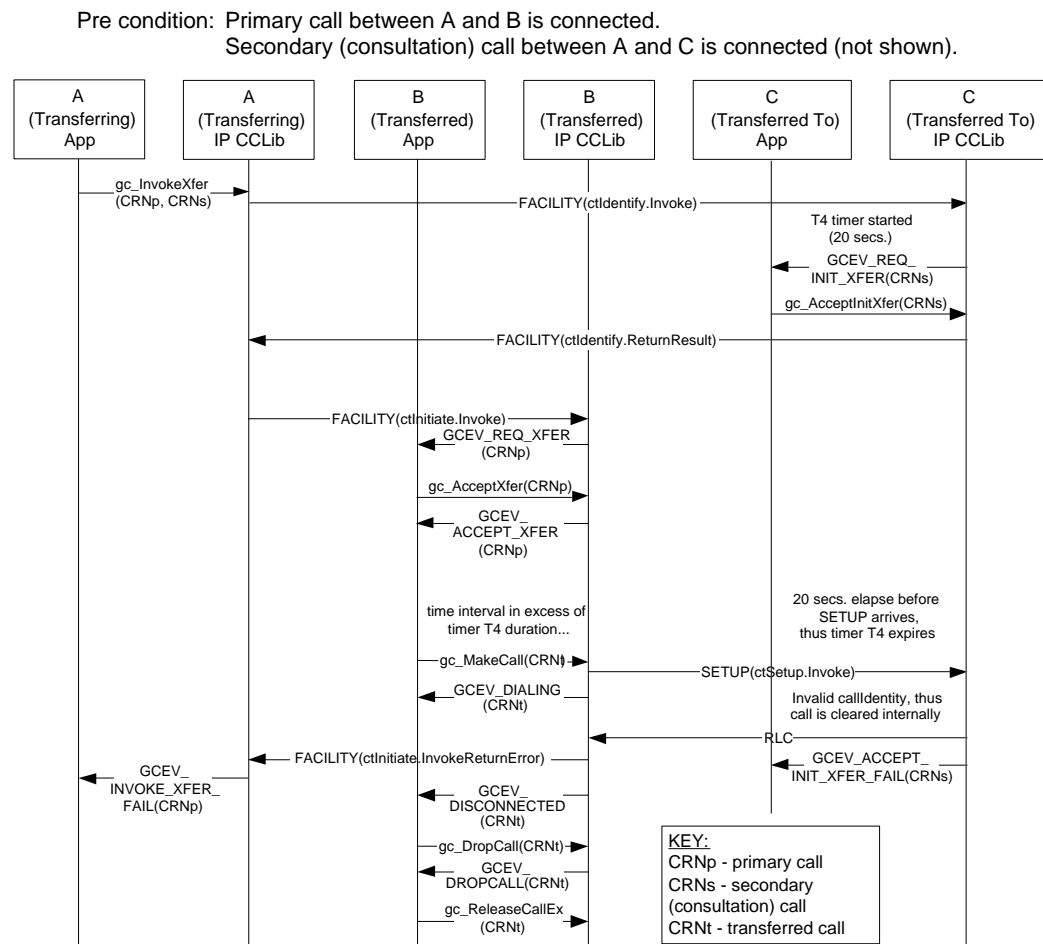 Pre condition: Primary call between A and B is connected.
Secondary (consultation) call between A and C is connected (not shown).
A
(Transferring)
App
A
(Transferring)
IP CCLib
B
(Transferred)
App
B
(Transferred)
IP CCLib
C
(Transferred To)
App
C
(Transferred To)
IP CCLib
gc_InvokeXfer
(CRNp, CRNs)
FACILITY(ctIdentify.Invoke)
T4 timer started
(20 secs.)
GCEV_REQ_
INIT_XFER(CRNs)
gc_AcceptInitXfer(CRNs)
FACILITY(ctIdentify.ReturnResult)
FACILITY(ctInitiate.Invoke)
GCEV_REQ_XFER
(CRNp)
gc_AcceptXfer(CRNp)
GCEV_
ACCEPT_XFER
(CRNp)
time interval in excess of
timer T4 duration...
20 secs. elapse before
SETUP arrives,
thus timer T4 expires
gc_MakeCall(CRNt)
SETUP(ctSetup.Invoke)
GCEV_DIALING
(CRNt)
Invalid callIdentity, thus
call is cleared internally
RLC
FACILITY(ctInitiate.InvokeReturnError)
GCEV_ACCEPT_
INIT_XFER_FAIL(CRNs)
GCEV_
INVOKE_XFER_
FAIL(CRNp)
GCEV_
DISCONNECTED
(CRNt)
gc_DropCall(CRNt)
GCEV_
DROPCALL(CRNt)
gc_ReleaseCallEx
(CRNt)
KEY:
CRNp - primary call
CRNs - secondary
(consultation) call
CRNt - transferred call